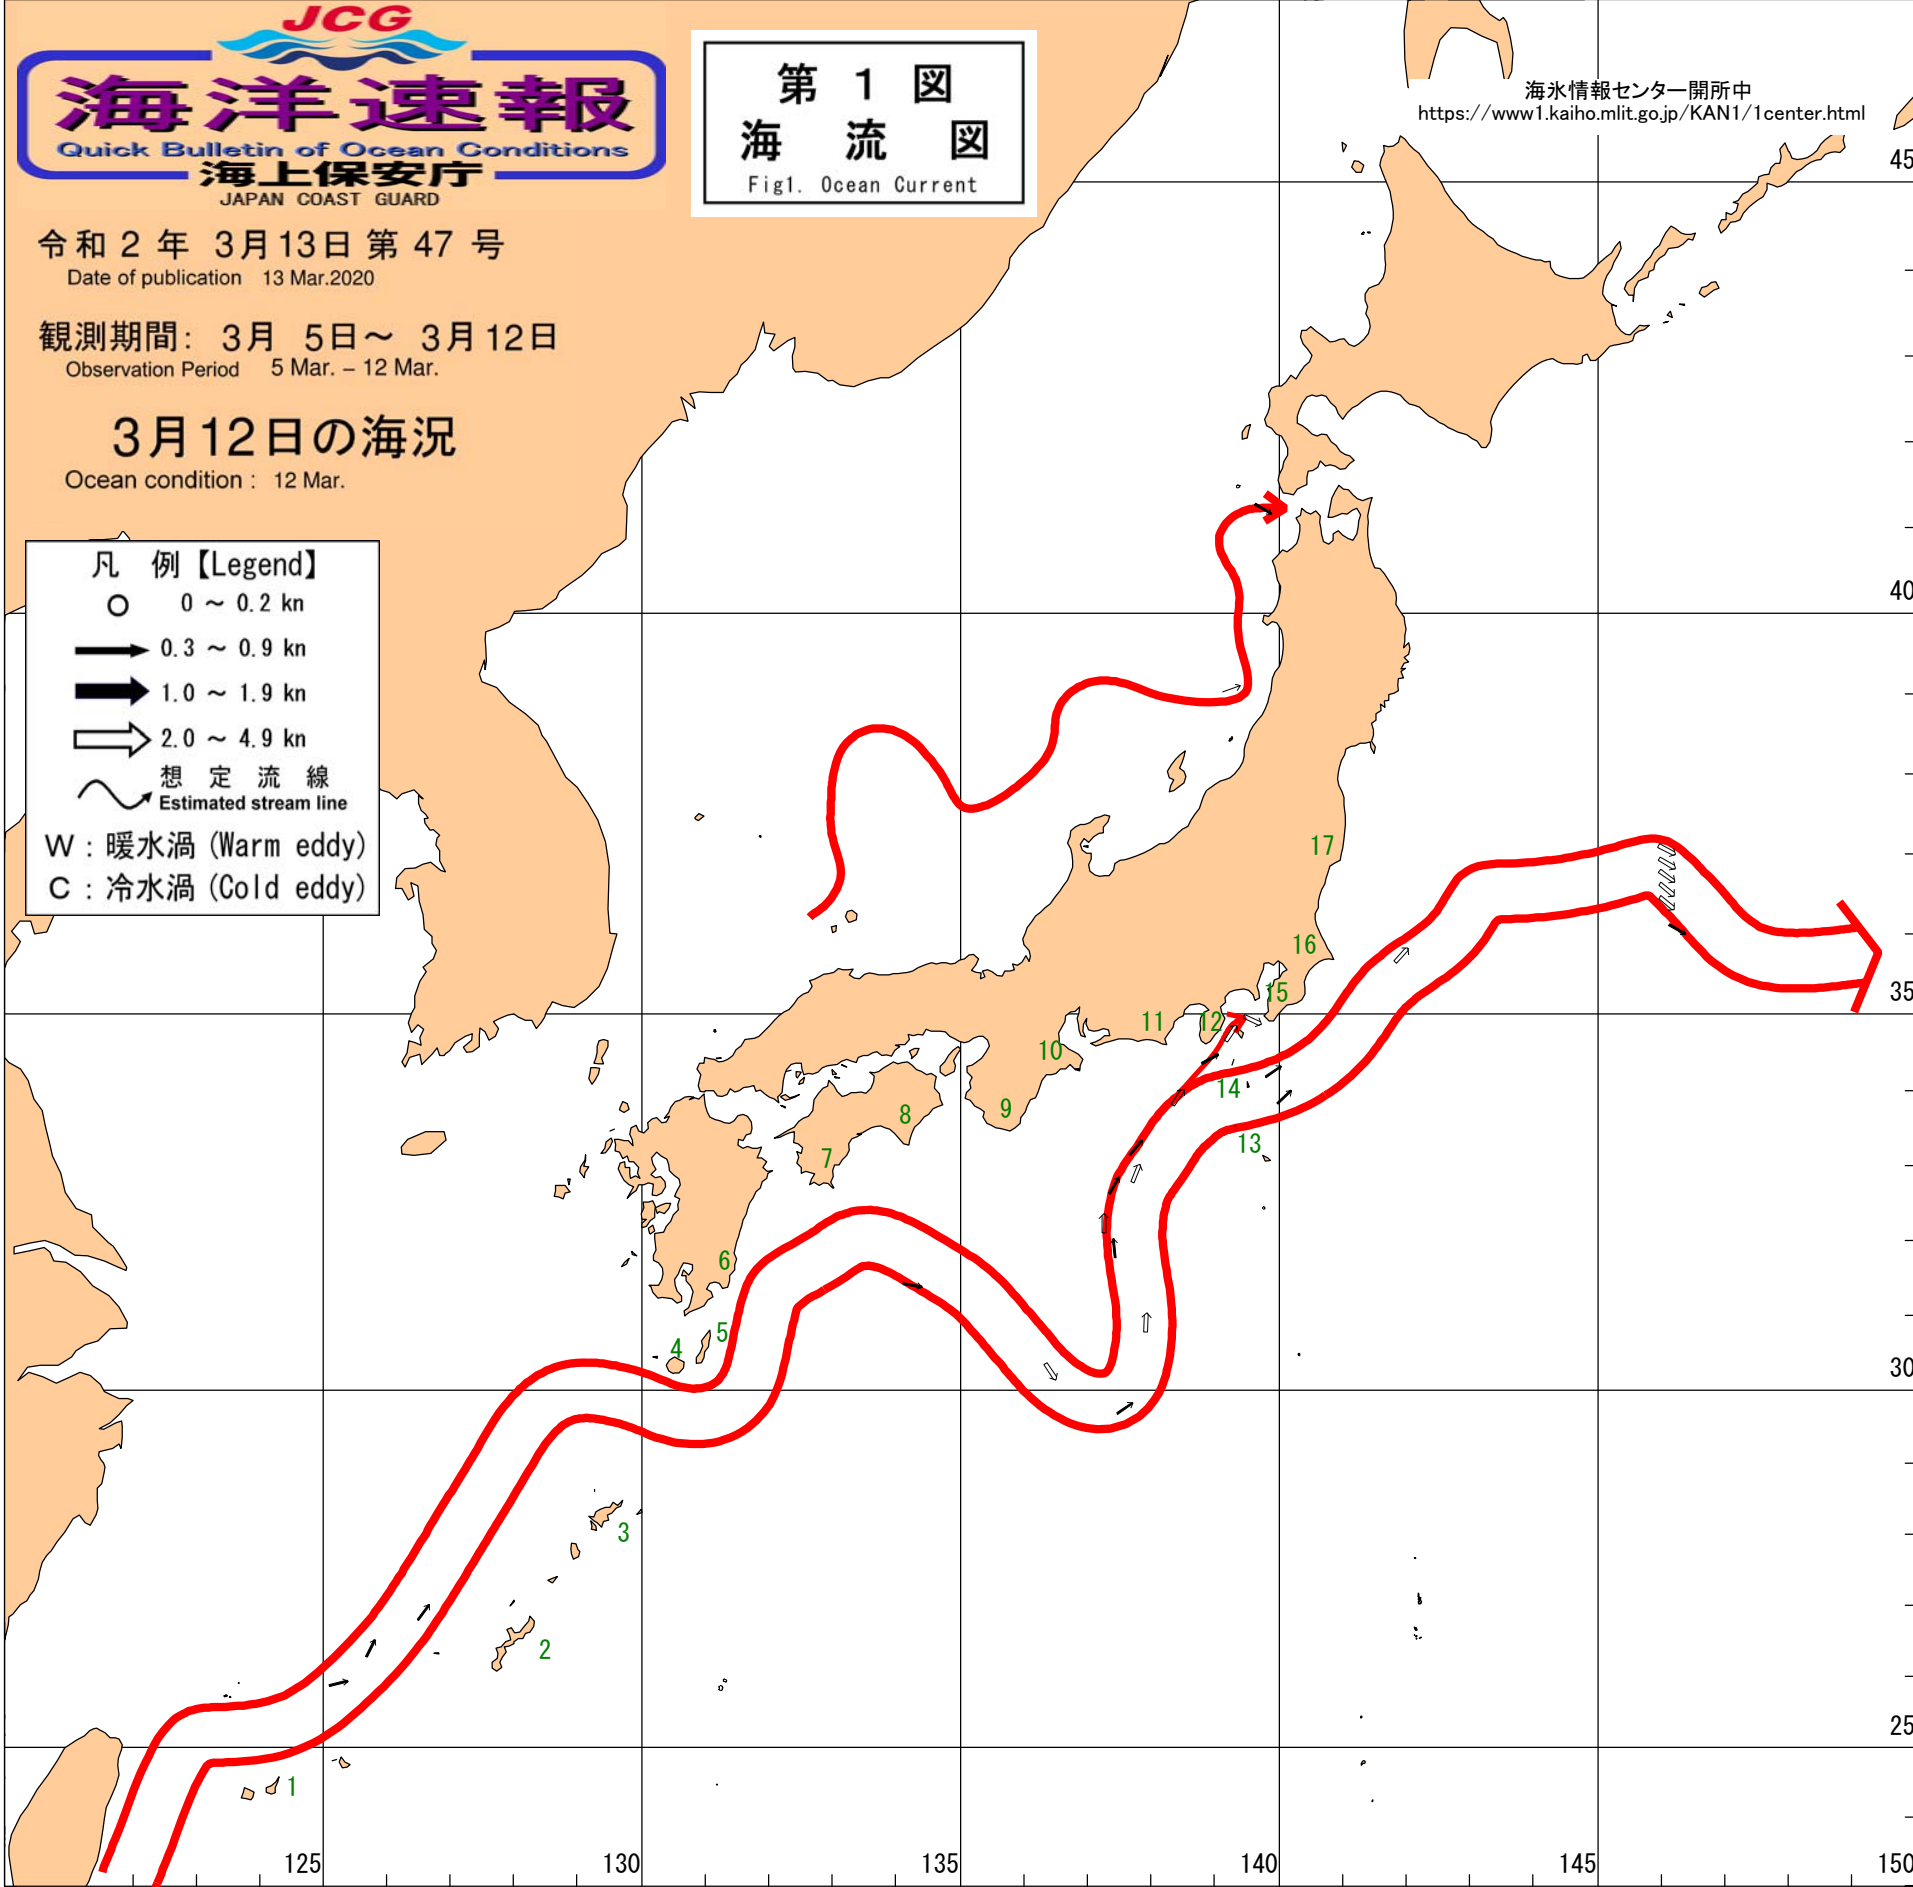 JCG
海洋速報
Quick Bulletin of Ocean Conditions
海上保安庁
JAPAN COAST GUARD
令和 2 年 3月13日 第 47 号
Date of publication 13 Mar.2020
観測期間: 3月 5日～ 3月12日
Observation Period 5 Mar. – 12 Mar.
3月12日の海況
Ocean condition : 12 Mar.
第 1 図
海 流 図
Fig1. Ocean Current
海氷情報センター開所中
https://www1.kaiho.mlit.go.jp/KAN1/1center.html
凡 例【Legend】
0 ～ 0.2 kn
0.3 ～ 0.9 kn
1.0 ～ 1.9 kn
2.0 ～ 4.9 kn
想 定 流 線
Estimated stream line
W : 暖水渦 (Warm eddy)
C : 冷水渦 (Cold eddy)
45
40
35
30
25
17
16
15
12
11
10
14
9
8
13
7
6
5
4
3
2
1
125
130
135
140
145
150